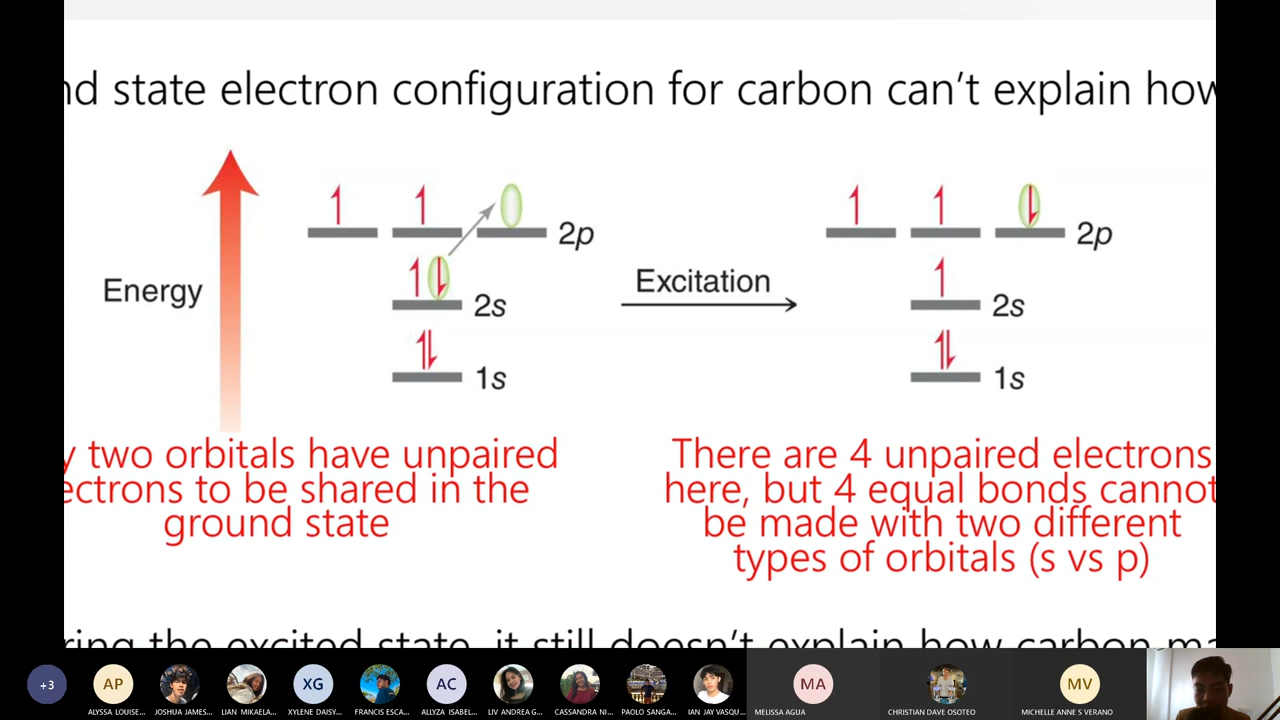 nd state electron configuration for carbon can't explain how
2p
2p
Energy
Excitation
2s
2s
1s
1s
y two orbitals have unpaired
ectrons to be shared in the
ground state
There are 4 unpaired electrons
here, but 4 equal bonds cannot
be made with two different
types of orbitals (s vs p)
ring the excited state, it still doesn't explain how carbon ma
+3
AP
XG
AC
MA
MV
ALYSSA LOUISE...
JOSHUA JAMES...
LIAN MIKAELA...
XYLENE DAISY...
FRANCIS ESCA...
ALLYZA ISABEL...
LIV ANDREA G...
CASSANDRA NI...
PAOLO SANGA...
IAN JAY VASQU...
MELISSA AGUA
CHRISTIAN DAVE OSOTEO
MICHELLE ANNE S VERANO